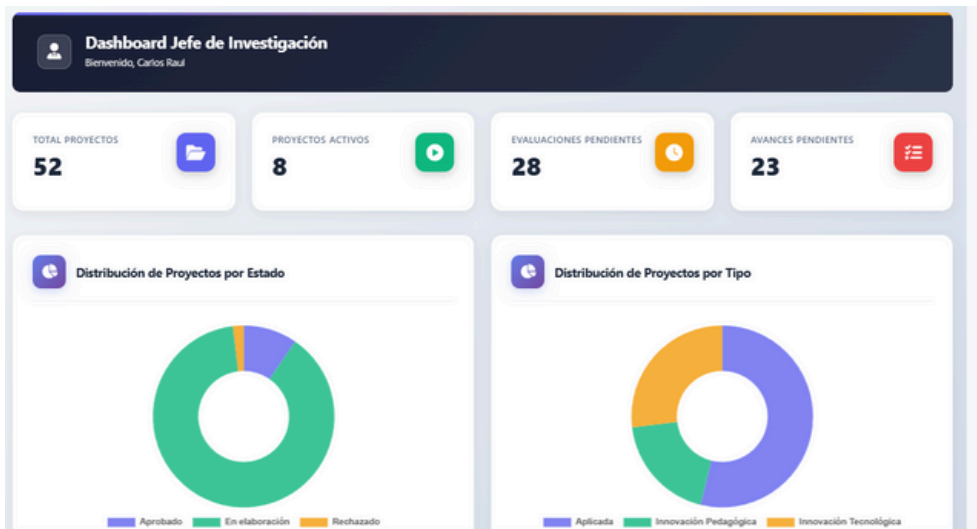 Dashboard Jefe de Investigación
Bienvenido, Carlos Raul
TOTAL PROYECTOS
52
PROYECTOS ACTIVOS
8
EVALUACIONES PENDIENTES
28
AVANCES PENDIENTES
23
Distribución de Proyectos por Estado
Aprobado En elaboración Rechazado
Distribución de Proyectos por Tipo
Aplicada Innovación Pedagógica Innovación Tecnológica